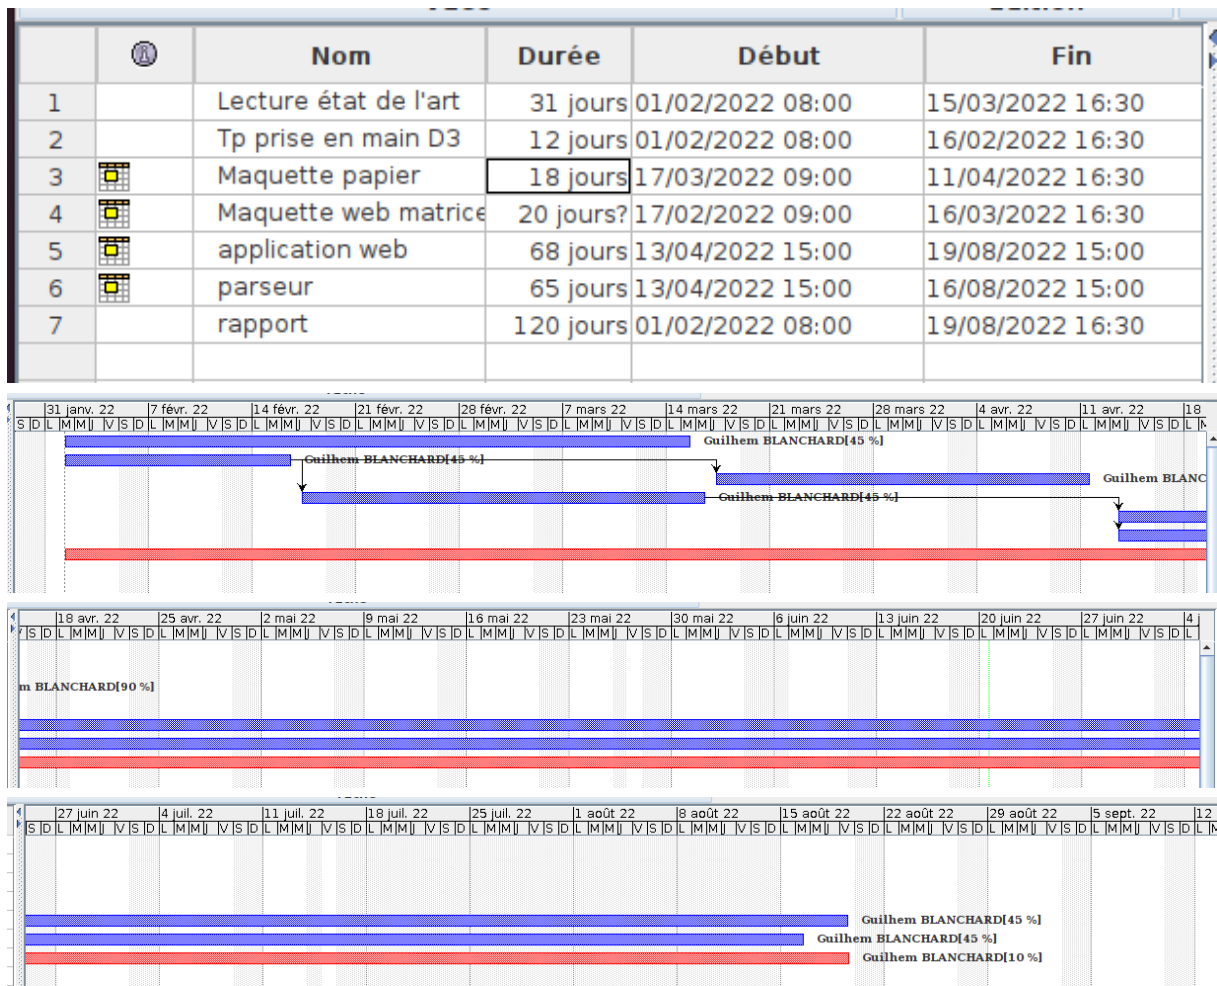 Nom Durée Début Fin
1 Lecture état de l'art 31 jours 01/02/2022 08:00 15/03/2022 16:30
2 Tp prise en main D3 12 jours 01/02/2022 08:00 16/02/2022 16:30
3 Maquette papier 18 jours 17/03/2022 09:00 11/04/2022 16:30
4 Maquette web matrice 20 jours? 17/02/2022 09:00 16/03/2022 16:30
5 application web 68 jours 13/04/2022 15:00 19/08/2022 15:00
6 parseur 65 jours 13/04/2022 15:00 16/08/2022 15:00
7 rapport 120 jours 01/02/2022 08:00 19/08/2022 16:30
31 janv. 22 7 févr. 22 14 févr. 22 21 févr. 22 28 févr. 22 7 mars 22 14 mars 22 21 mars 22 28 mars 22 4 avr. 22 11 avr. 22 18
S D L M M J V S D L M M J V S D L M M J V S D L M M J V S D L M M J V S D L M M J V S D L M M J V S D L M M J V S D L M M J V S D L M M J V S D L M M J V S D L M
Guilhem BLANCHARD[45 %]
Guilhem BLANCHARD[45 %]
Guilhem BLANC
Guilhem BLANCHARD[45 %]
18 avr. 22 25 avr. 22 2 mai 22 9 mai 22 16 mai 22 23 mai 22 30 mai 22 6 juin 22 13 juin 22 20 juin 22 27 juin 22 4 j
V S D L M M J V S D L M M J V S D L M M J V S D L M M J V S D L M M J V S D L M M J V S D L M M J V S D L M M J V S D L M M J V S D L M M J V S D L M M J V S D L
m BLANCHARD[90 %]
27 juin 22 4 juil. 22 11 juil. 22 18 juil. 22 25 juil. 22 1 août 22 8 août 22 15 août 22 22 août 22 29 août 22 5 sept. 22 12
S D L M M J V S D L M M J V S D L M M J V S D L M M J V S D L M M J V S D L M M J V S D L M M J V S D L M M J V S D L M M J V S D L M M J V S D L M M J V S D L M
Guilhem BLANCHARD[45 %]
Guilhem BLANCHARD[45 %]
Guilhem BLANCHARD[10 %]